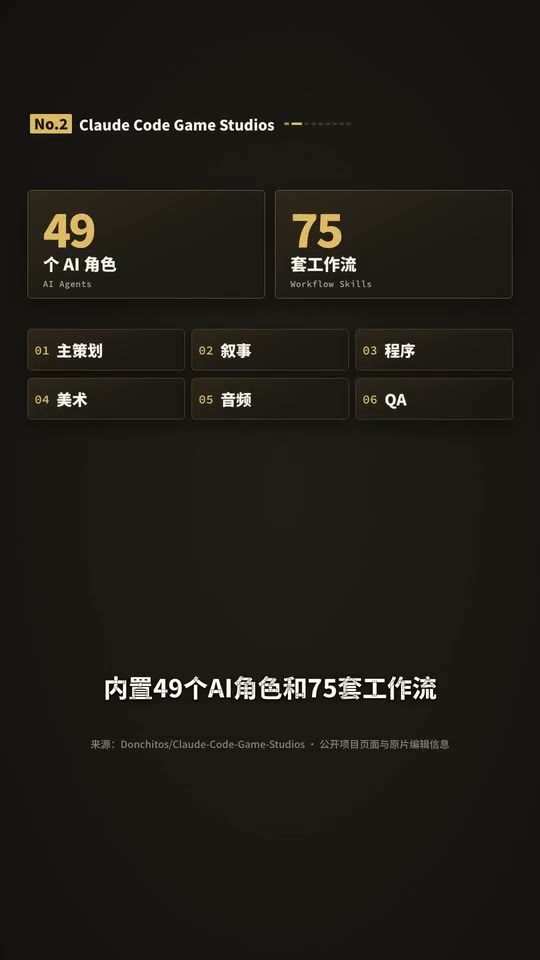 No.2 Claude Code Game Studios
49
个 AI 角色
AI Agents
75
套工作流
Workflow Skills
01 主策划
02 叙事
03 程序
04 美术
05 音频
06 QA
内置49个AI角色和75套工作流
来源：Donchitos/Claude-Code-Game-Studios · 公开项目页面与原片编辑信息